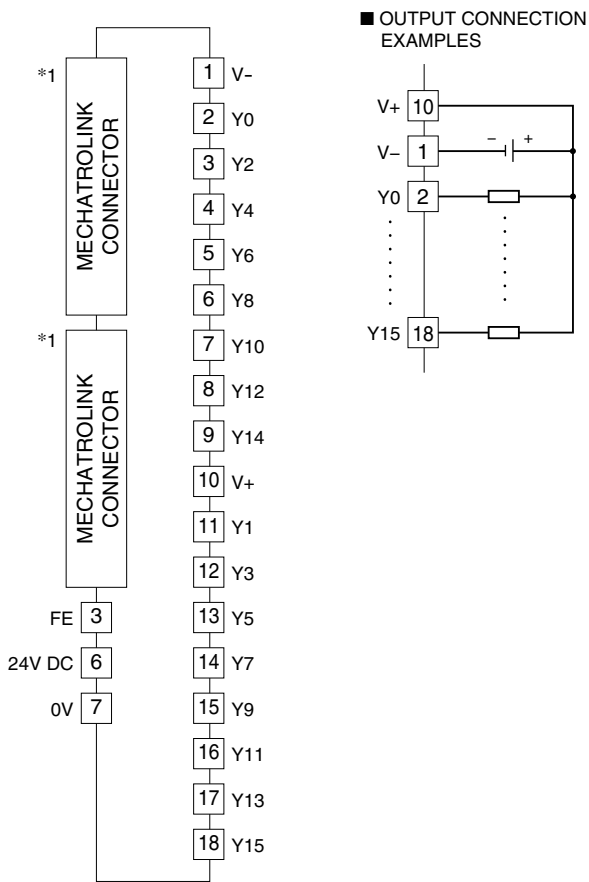 *1
MECHATROLINK
CONNECTOR
*1
MECHATROLINK
CONNECTOR
FE 3
24V DC 6
0V 7
1 V−
2 Y0
3 Y2
4 Y4
5 Y6
6 Y8
7 Y10
8 Y12
9 Y14
10 V+
11 Y1
12 Y3
13 Y5
14 Y7
15 Y9
16 Y11
17 Y13
18 Y15
■ OUTPUT CONNECTION
EXAMPLES
V+ 10
V− 1 − +
Y0 2
Y15 18